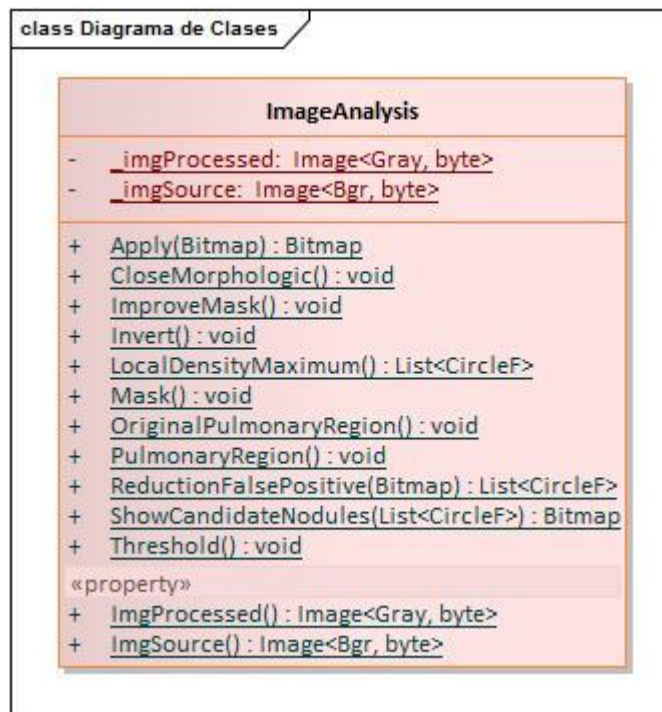 class Diagrama de Clases
ImageAnalysis
- _imgProcessed: Image<Gray, byte>
- _imgSource: Image<Bgr, byte>
+ Apply(Bitmap) : Bitmap
+ CloseMorphologic() : void
+ ImproveMask() : void
+ Invert() : void
+ LocalDensityMaximum() : List<CircleF>
+ Mask() : void
+ OriginalPulmonaryRegion() : void
+ PulmonaryRegion() : void
+ ReductionFalsePositive(Bitmap) : List<CircleF>
+ ShowCandidateNodules(List<CircleF>) : Bitmap
+ Threshold() : void
«property»
+ ImgProcessed() : Image<Gray, byte>
+ ImgSource() : Image<Bgr, byte>